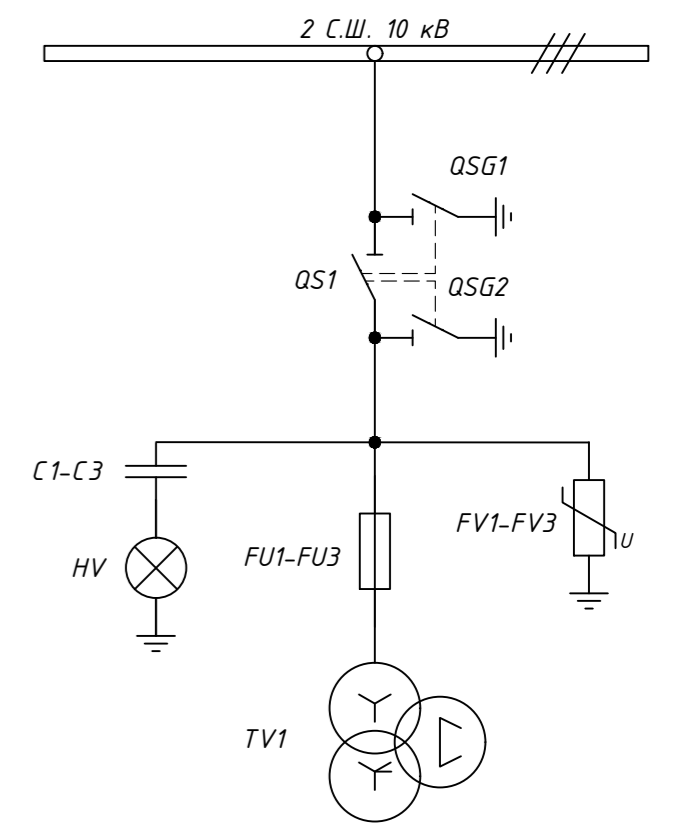 2 С.Ш. 10 кВ
QSG1
QS1
QSG2
C1-C3
FV1-FV3
U
HV
FU1-FU3
TV1